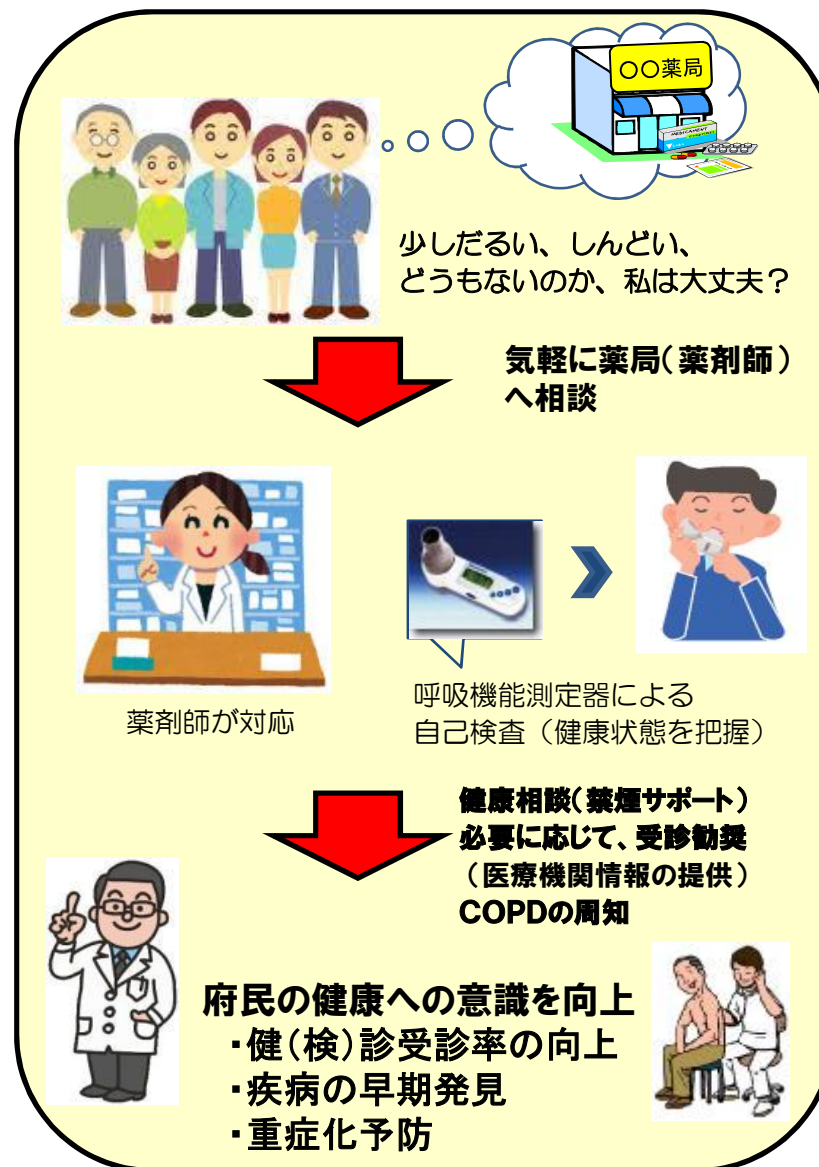 〇〇薬局
MEDICAMENT
少しだるい、しんどい、
どうもないのか、私は大丈夫？
気軽に薬局（薬剤師）
へ相談
薬剤師が対応
呼吸機能測定器による
自己検査（健康状態を把握）
健康相談（禁煙サポート）
必要に応じて、受診勧奨
（医療機関情報の提供）
COPDの周知
府民の健康への意識を向上
・健（検）診受診率の向上
・疾病の早期発見
・重症化予防